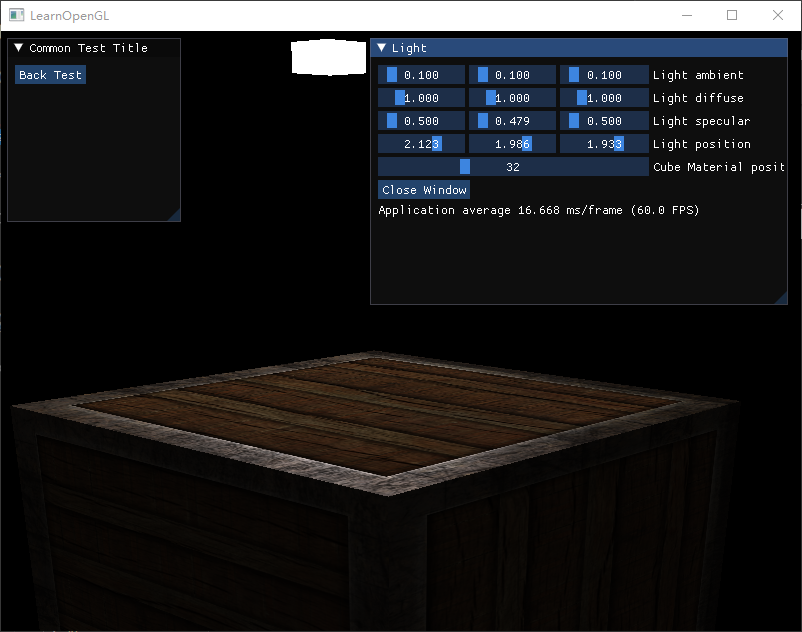 LearnOpenGL
Common Test Title
Back Test
Light
0.100 0.100 0.100 Light ambient
1.000 1.000 1.000 Light diffuse
0.500 0.479 0.500 Light specular
2.123 1.986 1.933 Light position
32 Cube Material posit
Close Window
Application average 16.668 ms/frame (60.0 FPS)